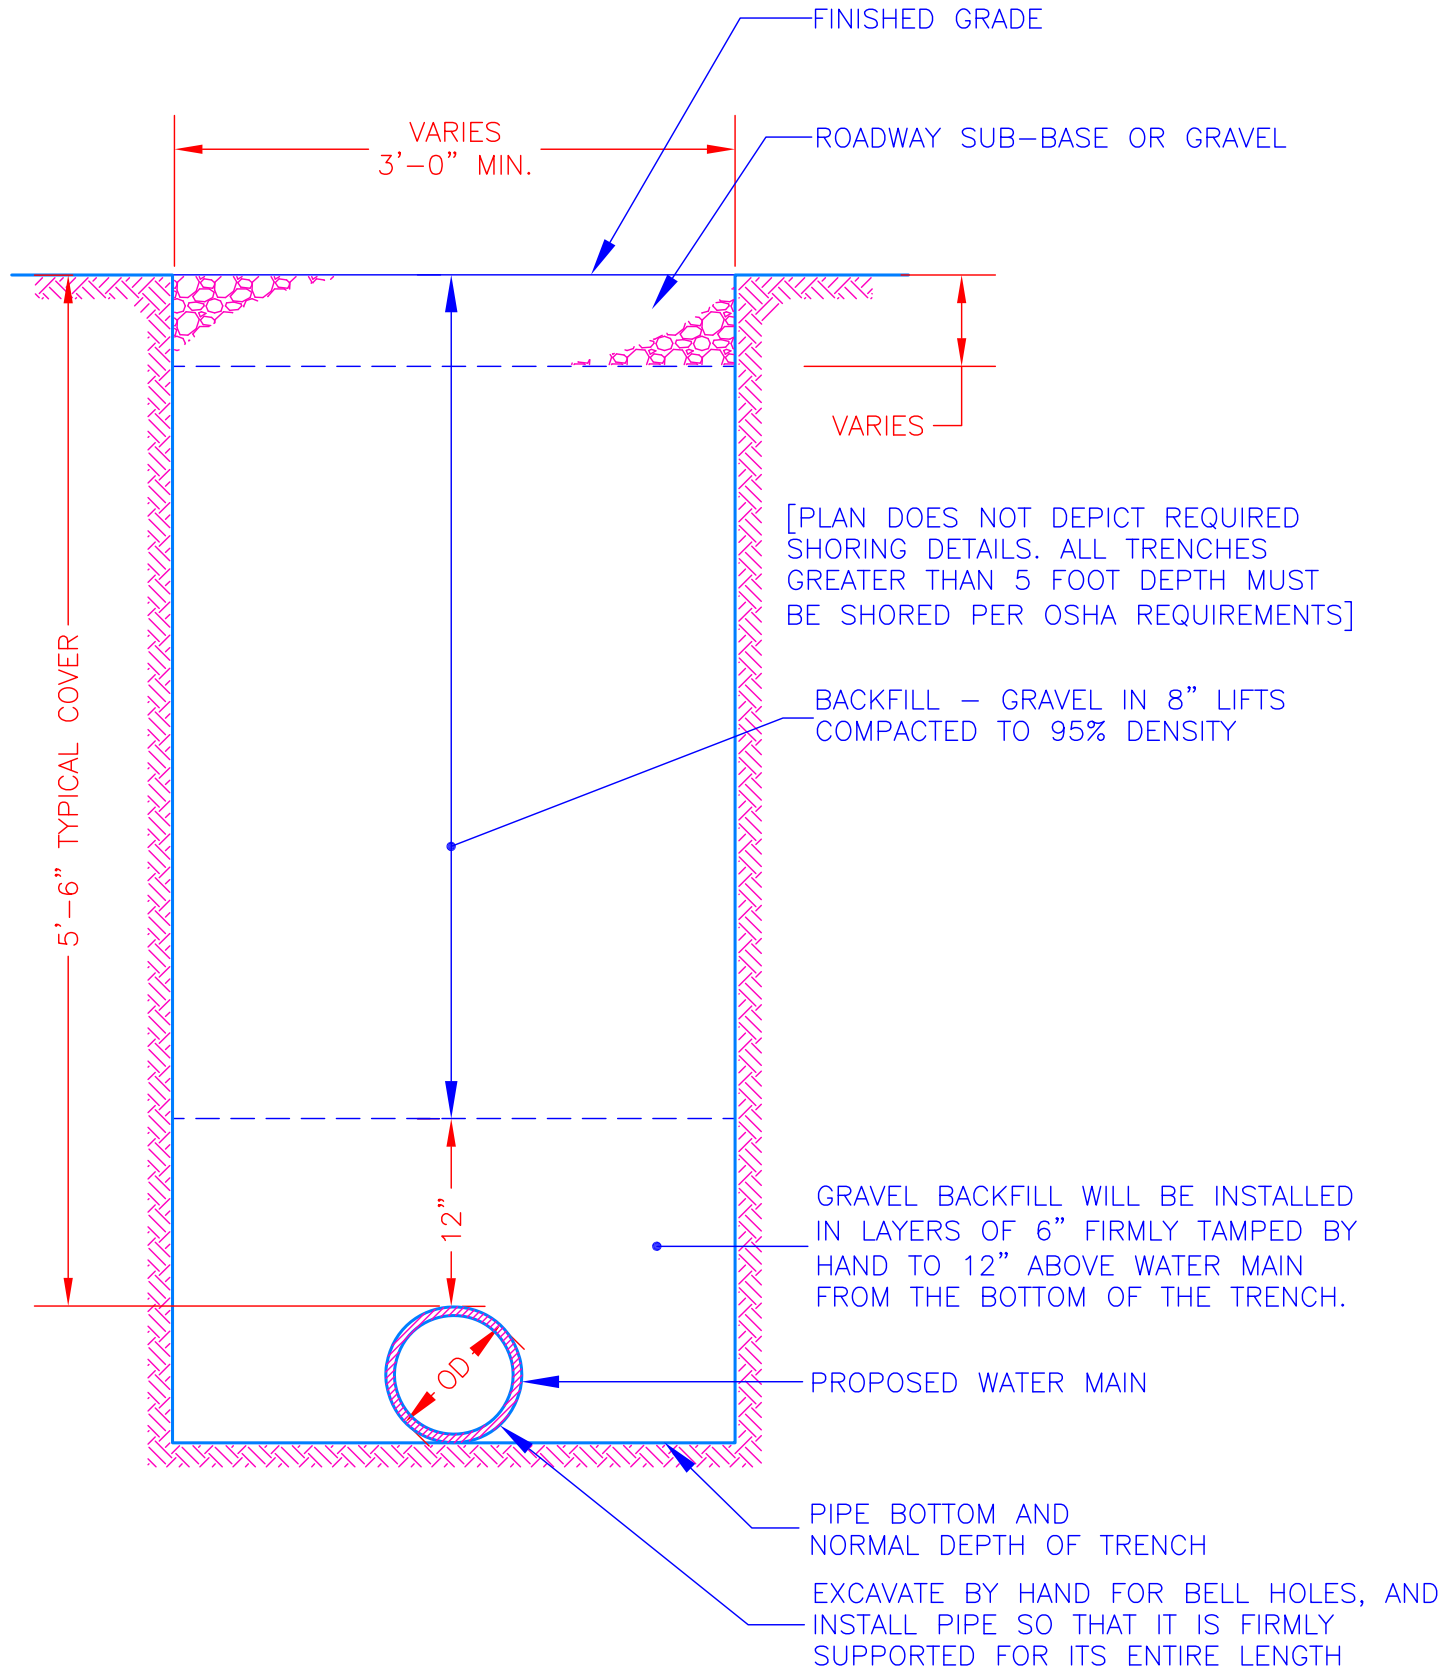 FINISHED GRADE
VARIES
3'-0" MIN.
ROADWAY SUB-BASE OR GRAVEL
VARIES
[PLAN DOES NOT DEPICT REQUIRED
SHORING DETAILS. ALL TRENCHES
GREATER THAN 5 FOOT DEPTH MUST
BE SHORED PER OSHA REQUIREMENTS]
5'-6" TYPICAL COVER
BACKFILL - GRAVEL IN 8" LIFTS
COMPACTED TO 95% DENSITY
12"
GRAVEL BACKFILL WILL BE INSTALLED
IN LAYERS OF 6" FIRMLY TAMPED BY
HAND TO 12" ABOVE WATER MAIN
FROM THE BOTTOM OF THE TRENCH.
OD
PROPOSED WATER MAIN
PIPE BOTTOM AND
NORMAL DEPTH OF TRENCH
EXCAVATE BY HAND FOR BELL HOLES, AND
INSTALL PIPE SO THAT IT IS FIRMLY
SUPPORTED FOR ITS ENTIRE LENGTH